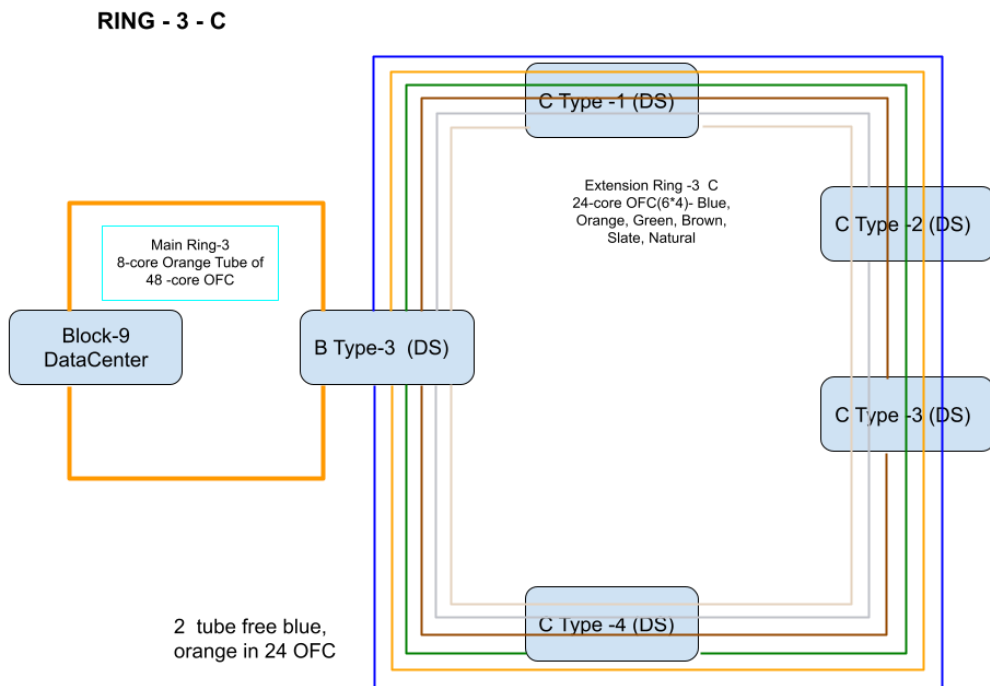 RING - 3 - C
C Type -1 (DS)
Extension Ring -3  C
24-core OFC(6*4)- Blue,
Orange, Green, Brown,
Slate, Natural
C Type -2 (DS)
Main Ring-3
8-core Orange Tube of
48 -core OFC
Block-9
DataCenter
B Type-3  (DS)
C Type -3 (DS)
C Type -4 (DS)
2  tube free blue,
orange in 24 OFC